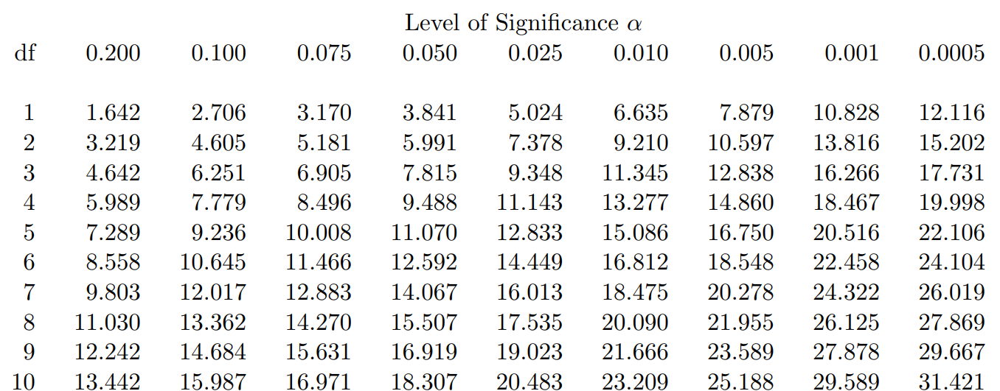 Level of Significance α
df 0.200 0.100 0.075 0.050 0.025 0.010 0.005 0.001 0.0005
1 1.642 2.706 3.170 3.841 5.024 6.635 7.879 10.828 12.116
2 3.219 4.605 5.181 5.991 7.378 9.210 10.597 13.816 15.202
3 4.642 6.251 6.905 7.815 9.348 11.345 12.838 16.266 17.731
4 5.989 7.779 8.496 9.488 11.143 13.277 14.860 18.467 19.998
5 7.289 9.236 10.008 11.070 12.833 15.086 16.750 20.516 22.106
6 8.558 10.645 11.466 12.592 14.449 16.812 18.548 22.458 24.104
7 9.803 12.017 12.883 14.067 16.013 18.475 20.278 24.322 26.019
8 11.030 13.362 14.270 15.507 17.535 20.090 21.955 26.125 27.869
9 12.242 14.684 15.631 16.919 19.023 21.666 23.589 27.878 29.667
10 13.442 15.987 16.971 18.307 20.483 23.209 25.188 29.589 31.421